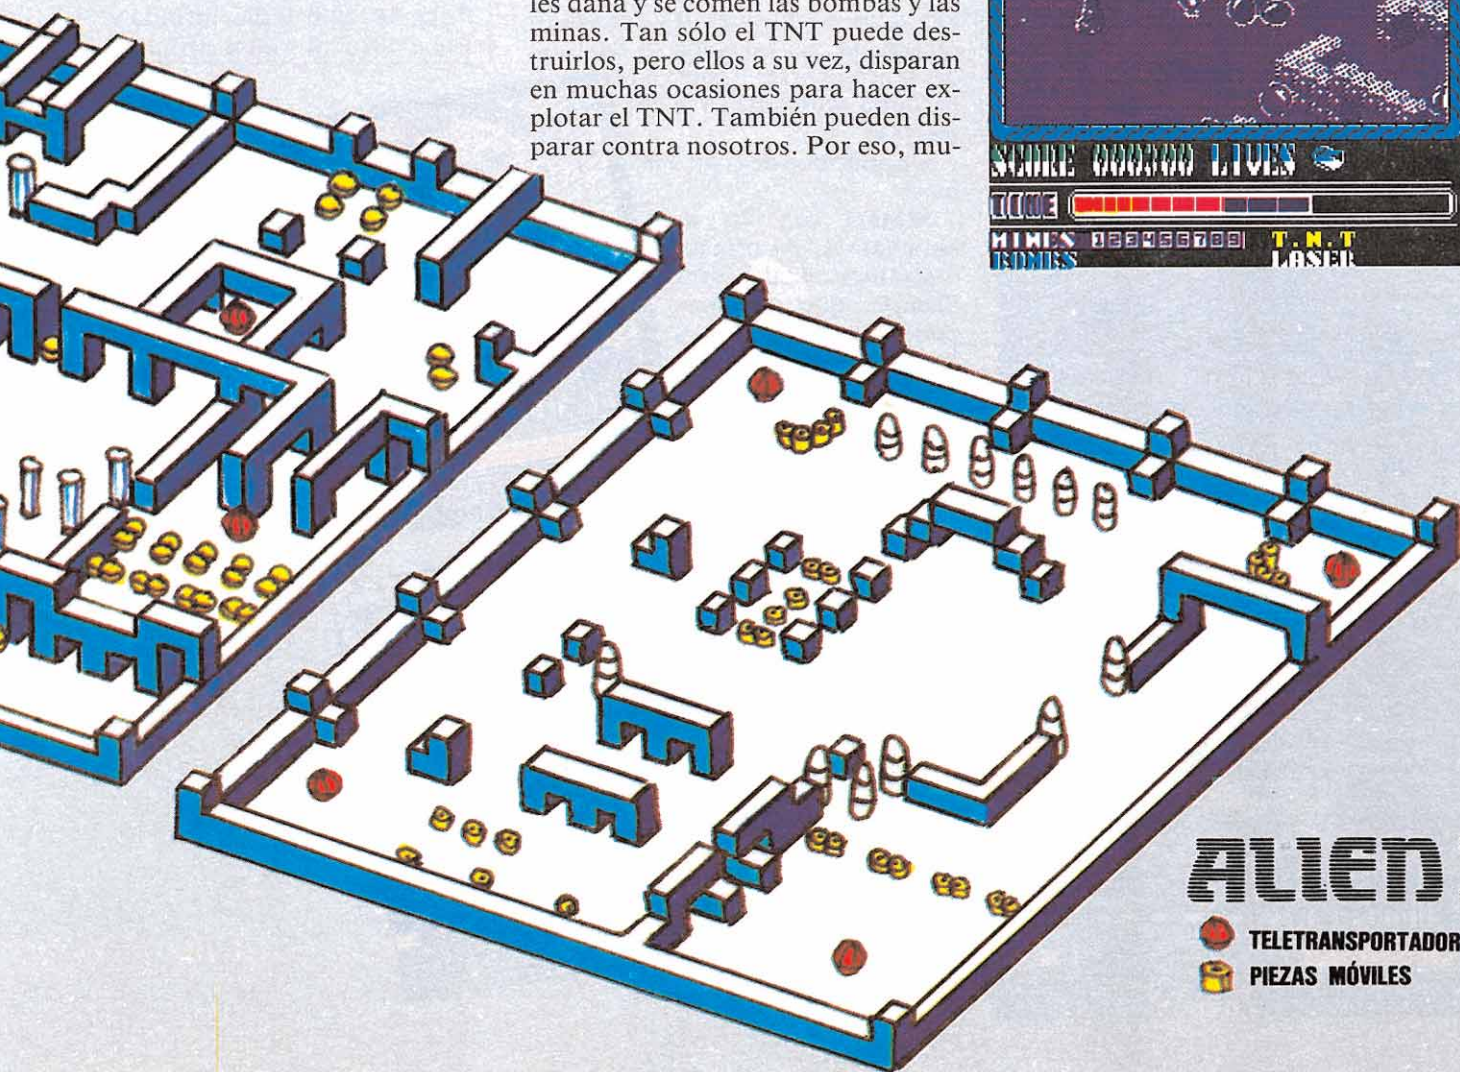 les daña y se comen las bombas y las
minas. Tan sólo el TNT puede des-
truirlos, pero ellos a su vez, disparan
en muchas ocasiones para hacer ex-
plotar el TNT. También pueden dis-
parar contra nosotros. Por eso, mu-
SCORE 000000 LIVES
TIME
MINES 123456789 T.N.T
BOMBS LASER
ALIEN
TELETRANSPORTADOR
PIEZAS MÓVILES